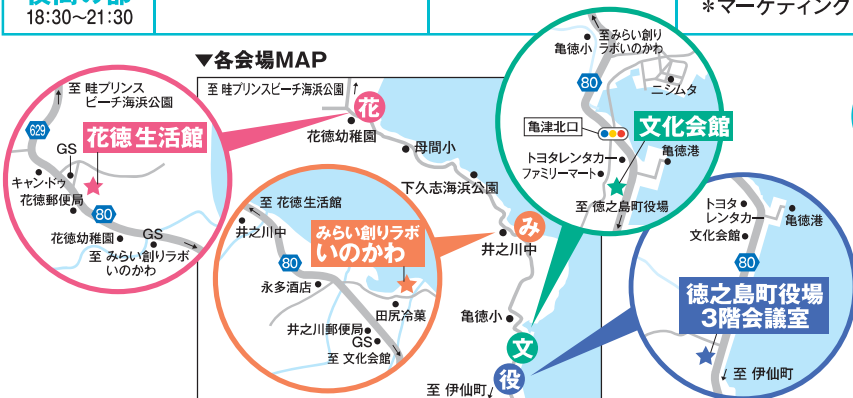 18:30〜21:30
＊マーケティング
▼各会場MAP
至 畦プリンス
ビーチ海浜公園
629
花徳生活館
GS
キャンドゥ
花徳郵便局
80
花徳幼稚園
GS
至 みらい創りラボ
いのかわ
至 畦プリンスビーチ海浜公園
花
花徳幼稚園
母間小
下久志海浜公園
み
井之川中
亀徳小
文
役
至 伊仙町
至 花徳生活館
井之川中
みらい創りラボ
いのかわ
80
永多酒店
田尻冷菓
井之川郵便局
GS
至 文化会館
至みらい創り
ラボいのかわ
亀徳小
80
ニシムタ
亀津北口
文化会館
トヨタレンタカー
亀徳港
ファミリーマート
至 徳之島町役場
トヨタ
レンタカー
亀徳港
文化会館
80
徳之島町役場
3階会議室
至 伊仙町